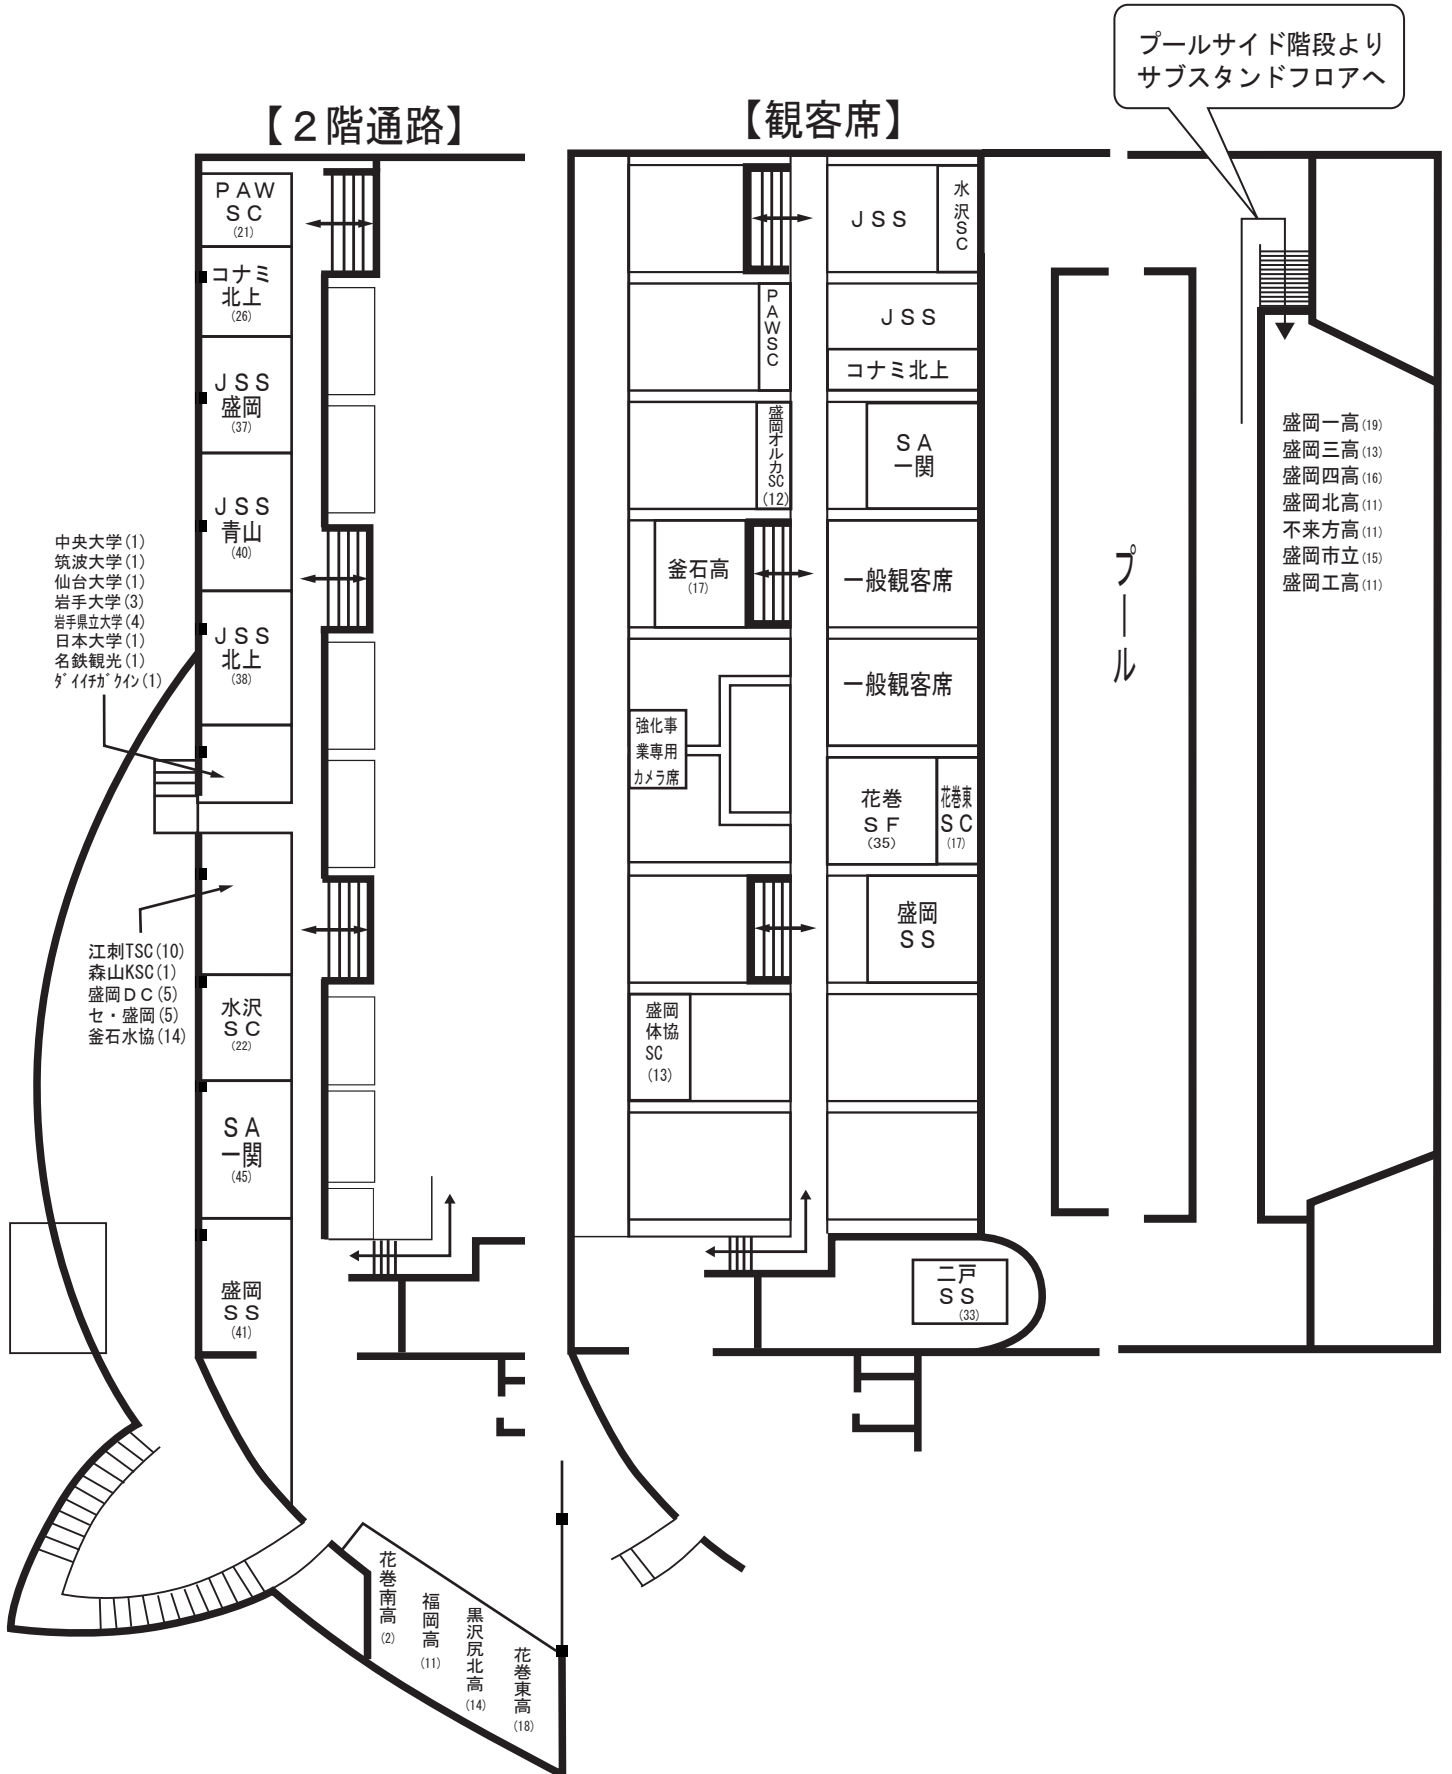 プールサイド階段より
サブスタンドフロアへ
【２階通路】
ＰＡＷ
ＳＣ
(21)
コナミ
北上
(26)
ＪＳＳ
盛岡
(37)
ＪＳＳ
青山
(40)
ＪＳＳ
北上
(38)
中央大学(1)
筑波大学(1)
仙台大学(1)
岩手大学(3)
岩手県立大学(4)
日本大学(1)
名鉄観光(1)
ﾀﾞｲｲﾁｶﾞｸｲﾝ(1)
江刺TSC(10)
森山KSC(1)
盛岡ＤＣ(5)
セ・盛岡(5)
釜石水協(14)
水沢
ＳＣ
(22)
ＳＡ
一関
(45)
盛岡
ＳＳ
(41)
花巻南高
(2)
福岡高
(11)
黒沢尻北高
(14)
花巻東高
(18)
【観客席】
ＪＳＳ
水沢SC
PAWSC
ＪＳＳ
コナミ北上
盛岡オルカSC
(12)
ＳＡ
一関
釜石高
(17)
一般観客席
一般観客席
強化事
業専用
カメラ席
花巻
ＳＦ
(35)
花巻東
ＳＣ
(17)
盛岡
ＳＳ
盛岡
体協
SC
(13)
二戸
ＳＳ
(33)
プール
盛岡一高(19)
盛岡三高(13)
盛岡四高(16)
盛岡北高(11)
不来方高(11)
盛岡市立(15)
盛岡工高(11)